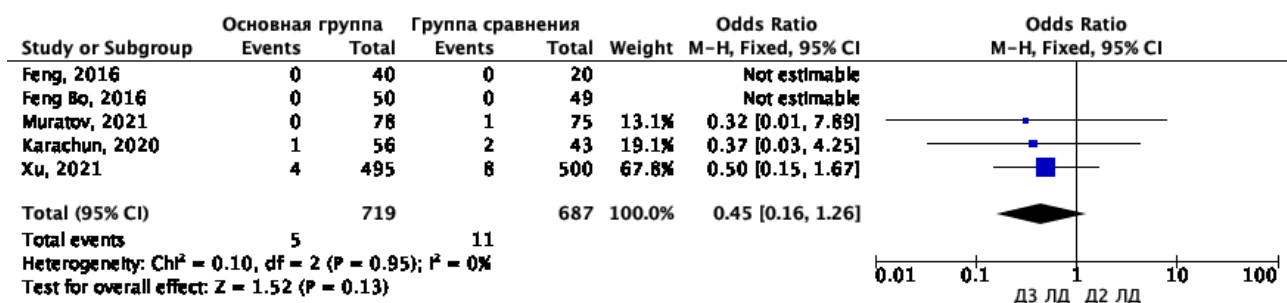 Основная группа Группа сравнения Odds Ratio Odds Ratio
Study or Subgroup Events Total Events Total Weight M-H, Fixed, 95% CI M-H, Fixed, 95% CI
Feng, 2016 0 40 0 20 Not estimable
Feng Bo, 2016 0 50 0 49 Not estimable
Muratov, 2021 0 78 1 75 13.1% 0.32 [0.01, 7.89]
Karachun, 2020 1 56 2 43 19.1% 0.37 [0.03, 4.25]
Xu, 2021 4 495 8 500 67.8% 0.50 [0.15, 1.67]
Total (95% CI) 719 687 100.0% 0.45 [0.16, 1.26]
Total events 5 11
Heterogeneity: Chi² = 0.10, df = 2 (P = 0.95); I² = 0%
Test for overall effect: Z = 1.52 (P = 0.13)
0.01 0.1 1 10 100
Д3 ЛД Д2 ЛД